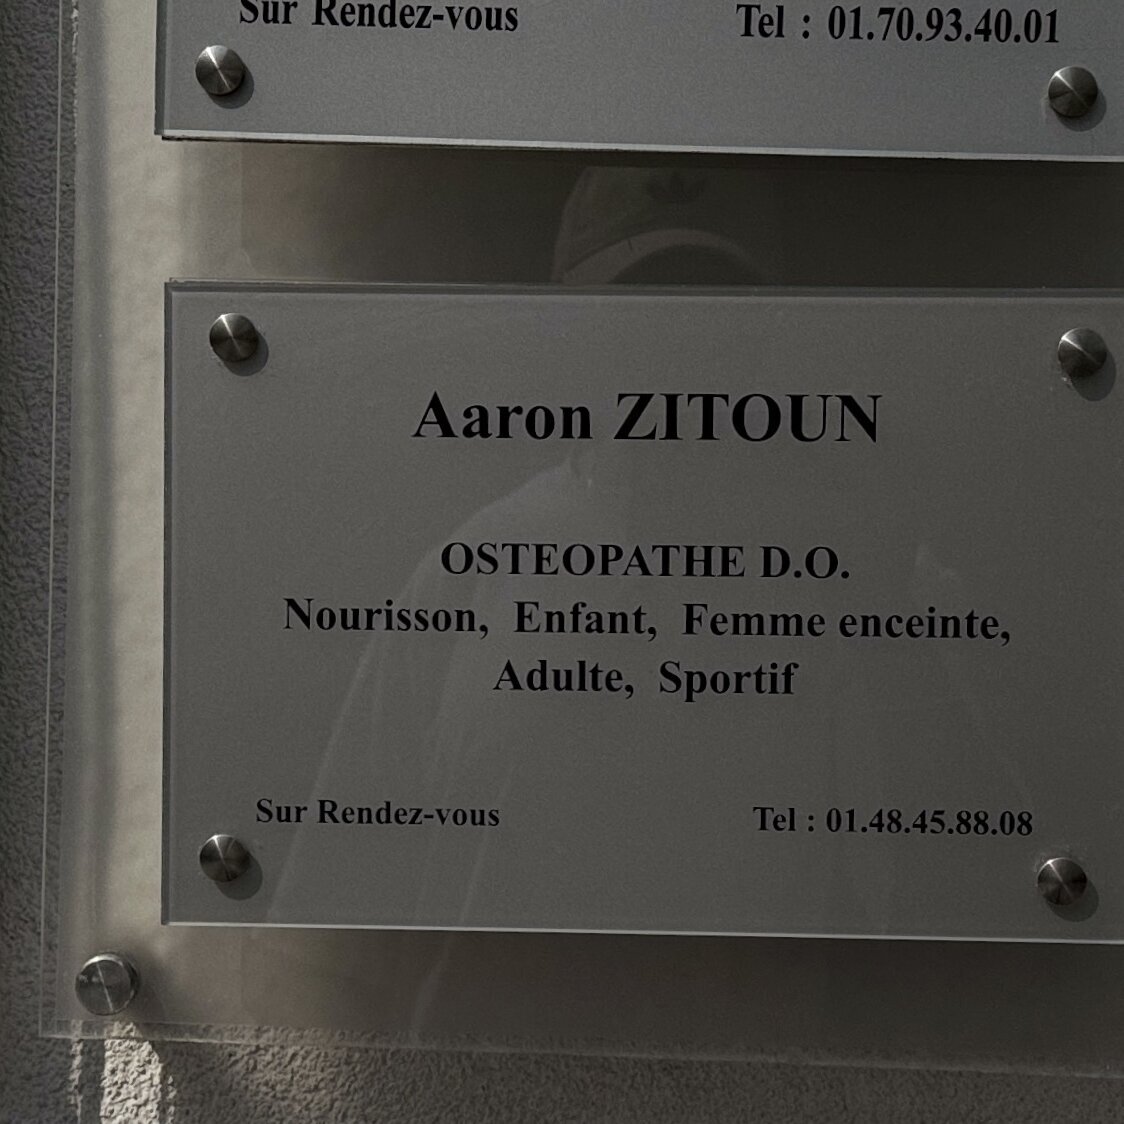 Sur Rendez-vous Tel : 01.70.93.40.01
Aaron ZITOUN
OSTEOPATHE D.O.
Nourisson, Enfant, Femme enceinte,
Adulte, Sportif
Sur Rendez-vous Tel : 01.48.45.88.08